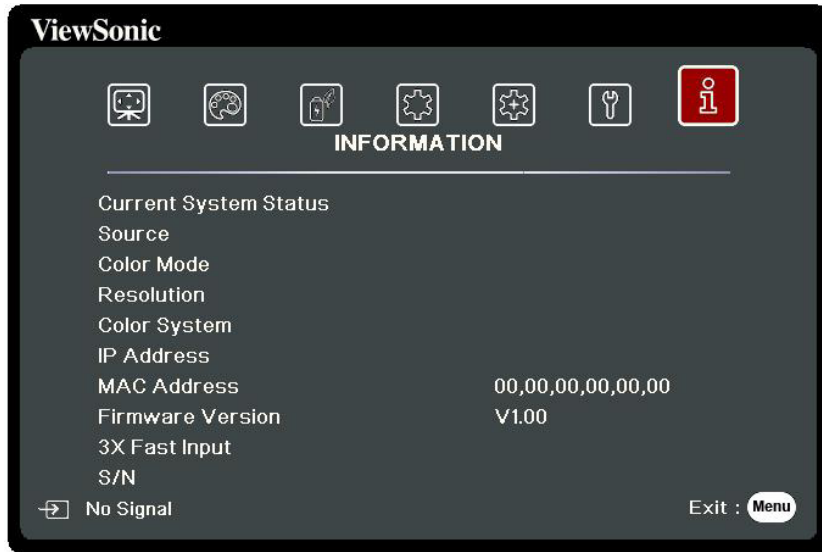 ViewSonic
INFORMATION
Current System Status
Source
Color Mode
Resolution
Color System
IP Address
MAC Address 00,00,00,00,00,00
Firmware Version V1.00
3X Fast Input
S/N
No Signal Exit : Menu